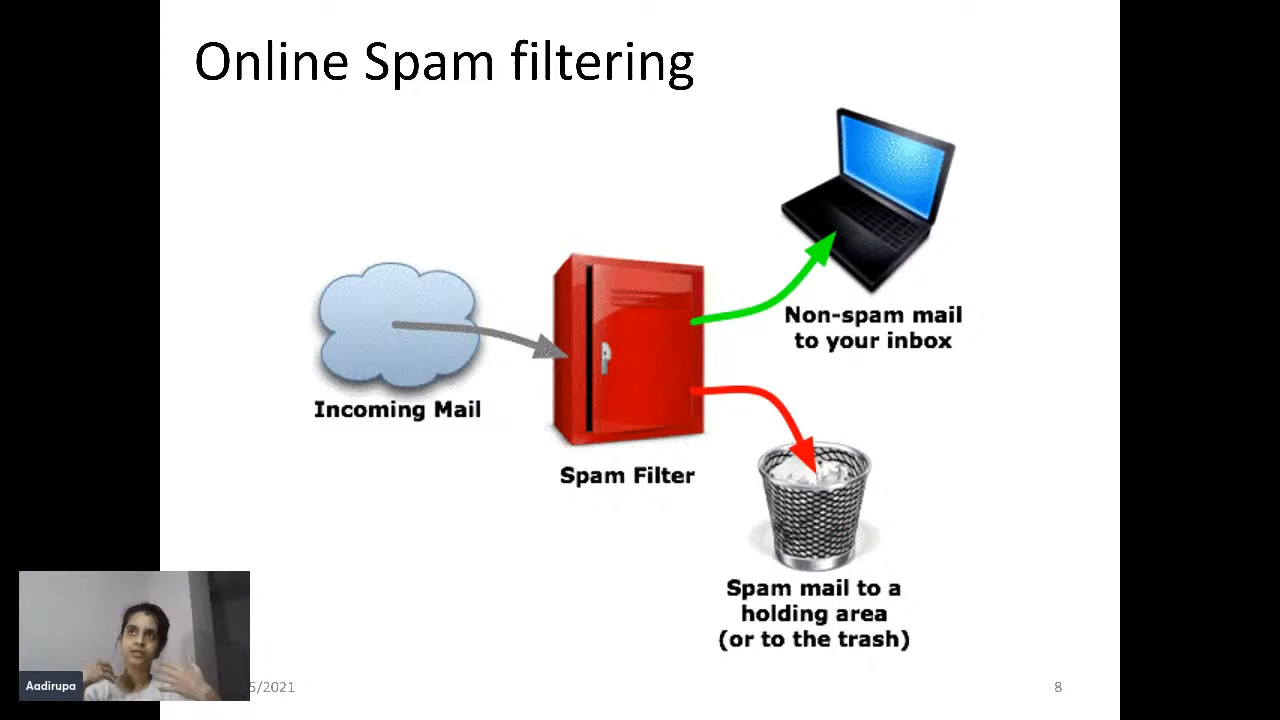 Online Spam filtering
Non-spam mail
to your inbox
Incoming Mail
Spam Filter
Spam mail to a
holding area
(or to the trash)
Aadirupa
5/2021
8